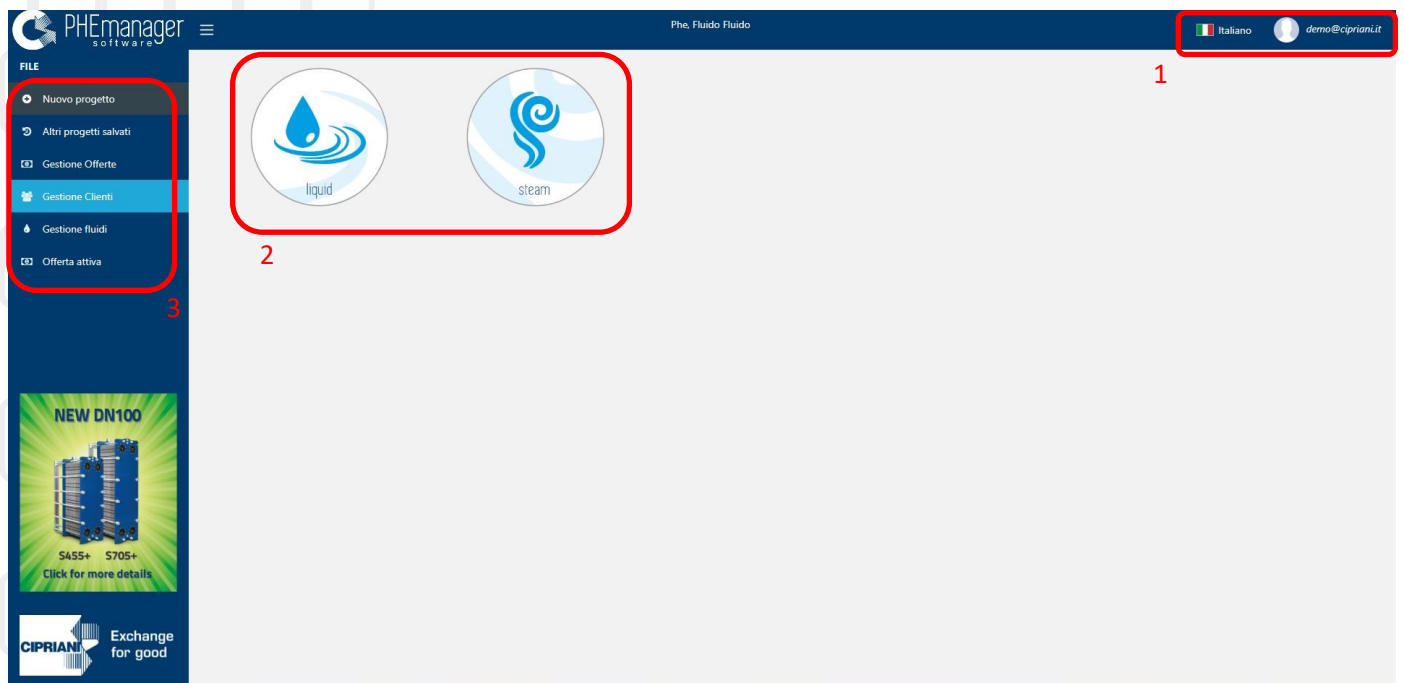 PHEmanager
software
Phe, Fluido Fluido
Italiano
demo@cipriani.it
1
FILE
Nuovo progetto
Altri progetti salvati
Gestione Offerte
Gestione Clienti
Gestione fluidi
Offerta attiva
3
liquid
steam
2
NEW DN100
S455+ S705+
Click for more details
CIPRIANI
Exchange
for good